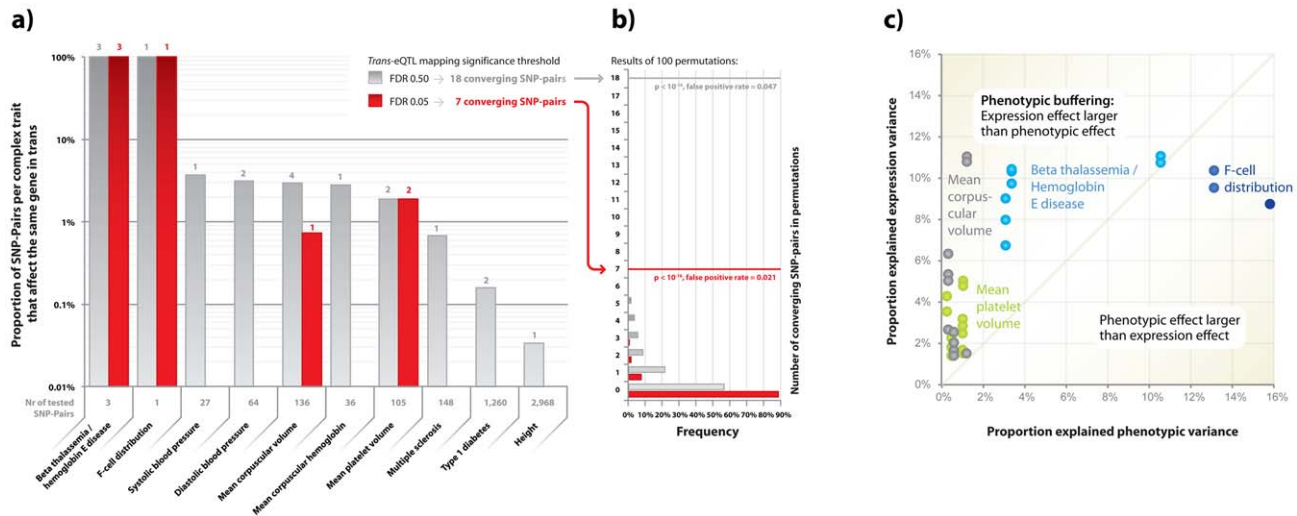 a)
Proportion of SNP-Pairs per complex trait
that affect the same gene in trans
100%
10%
1%
0.1%
0.01%
3 3 1 1 1 2 4 1 1 2 2 1 2 1
Trans-eQTL mapping significance threshold
FDR 0.50 → 18 converging SNP-pairs
FDR 0.05 → 7 converging SNP-pairs
Nr of tested
SNP-Pairs
3 1 27 64 136 36 105 148 1,260 2,968
Beta thalassemia /
hemoglobin E disease
F-cell distribution
Systolic blood pressure
Diastolic blood pressure
Mean corpuscular volume
Mean corpuscular hemoglobin
Mean platelet volume
Multiple sclerosis
Type 1 diabetes
Height
b)
Results of 100 permutations:
18
p < 10⁻¹⁶, false positive rate = 0.047
17
16
15
14
13
12
11
10
9
8
7
p < 10⁻¹⁶, false positive rate = 0.021
6
5
4
3
2
1
0
0% 10% 20% 30% 40% 50% 60% 70% 80% 90%
Frequency
Number of converging SNP-pairs in permutations
c)
Proportion explained expression variance
16%
14%
12%
10%
8%
6%
4%
2%
0%
Phenotypic buffering:
Expression effect larger
than phenotypic effect
Mean
corpus-
cular
volume
Beta thalassemia /
Hemoglobin
E disease
F-cell
distribution
Mean
platelet
volume
Phenotypic effect larger
than expression effect
0% 2% 4% 6% 8% 10% 12% 14% 16%
Proportion explained phenotypic variance